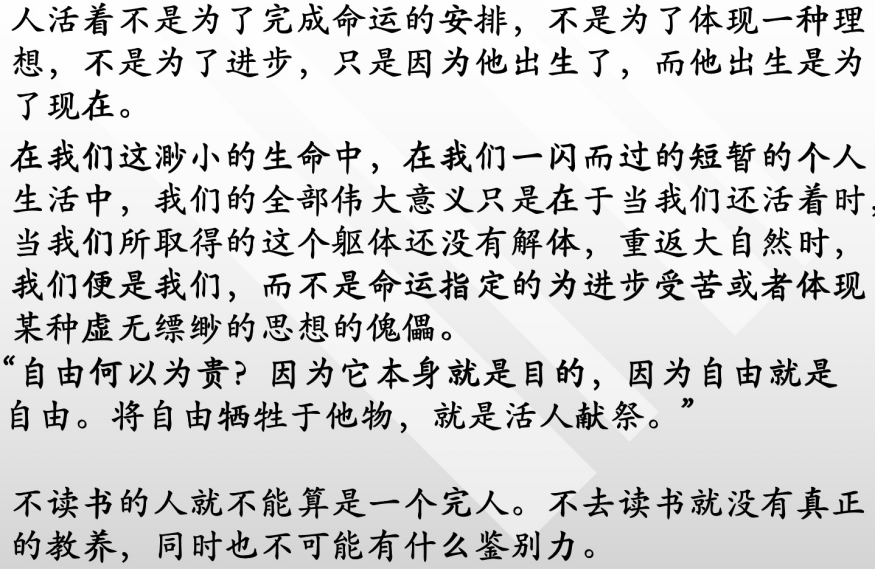 人活着不是为了完成命运的安排，不是为了体现一种理
想，不是为了进步，只是因为他出生了，而他出生是为
了现在。
在我们这渺小的生命中，在我们一闪而过的短暂的个人
生活中，我们的全部伟大意义只是在于当我们还活着时，
当我们所取得的这个躯体还没有解体，重返大自然时，
我们便是我们，而不是命运指定的为进步受苦或者体现
某种虚无缥缈的思想的傀儡。
“自由何以为贵？因为它本身就是目的，因为自由就是
自由。将自由牺牲于他物，就是活人献祭。”
不读书的人就不能算是一个完人。不去读书就没有真正
的教养，同时也不可能有什么鉴别力。